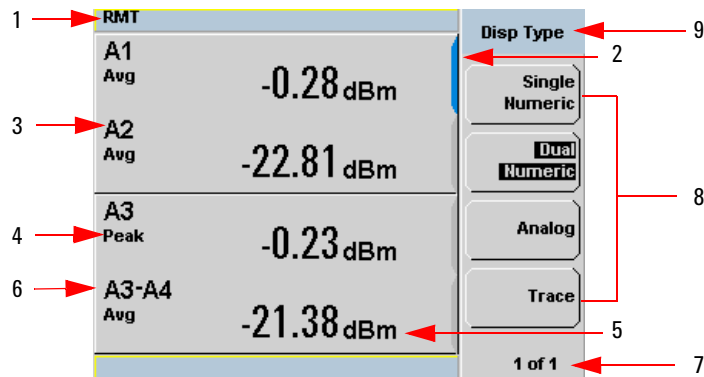 1
RMT
Disp Type
9
2
A1
Avg
-0.28 dBm
Single
Numeric
3
A2
Avg
-22.81 dBm
Dual
Numeric
8
4
A3
Peak
-0.23 dBm
Analog
6
A3-A4
Avg
-21.38 dBm
5
Trace
1 of 1
7